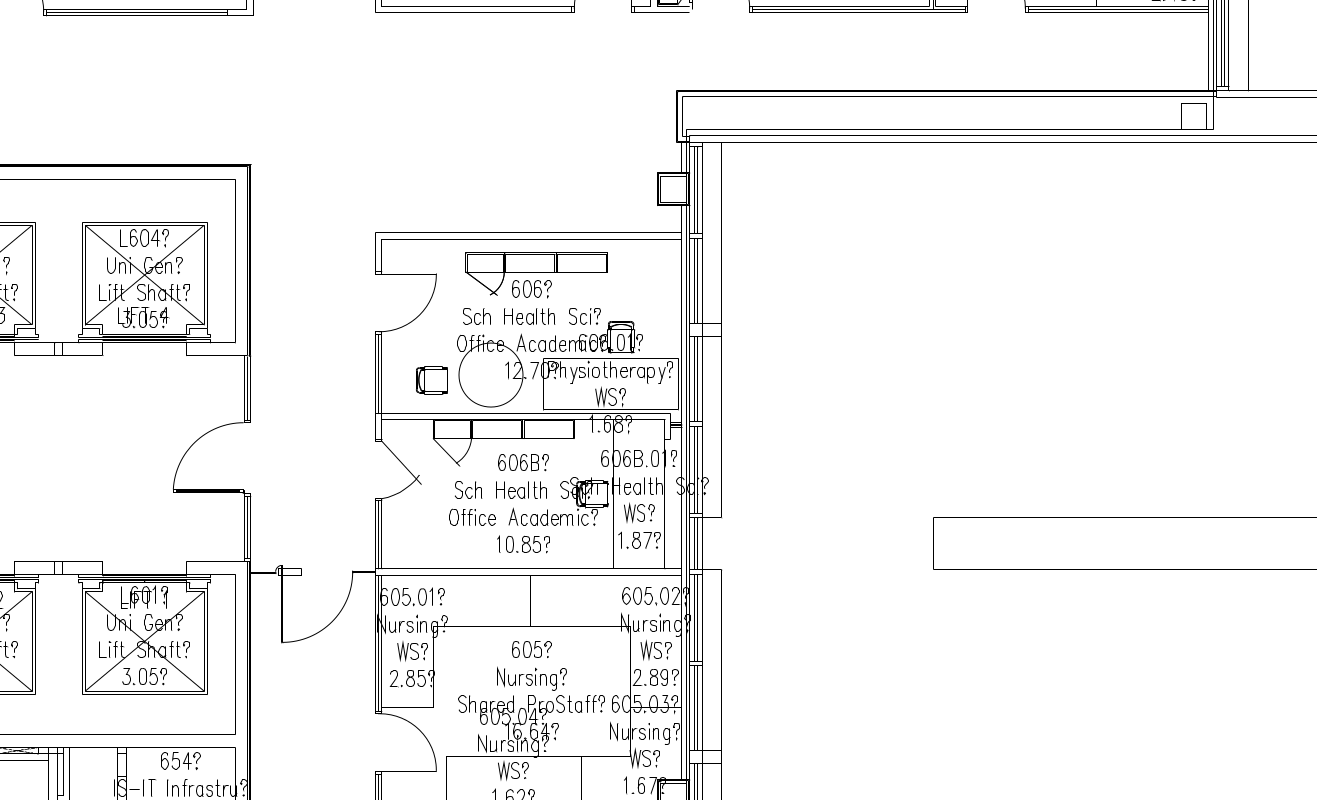 L604?
Uni Gen?
Lift Shaft?
3.05?
LIFT 4
?
ft?
3
606?
Sch Health Sci?
Office Academic?
12.70?
Physiotherapy?
WS?
1.68?
606B?
Sch Health Sci?
Office Academic?
10.85?
606B.01?
Sch Health Sci?
WS?
1.87?
L601?
Uni Gen?
Lift Shaft?
3.05?
2
?
ft?
605.01?
Nursing?
WS?
2.85?
605.02?
Nursing?
WS?
2.89?
605?
Nursing?
Shared ProStaff?
16.64?
605.03?
Nursing?
WS?
1.67?
605.04?
Nursing?
WS?
1.62?
654?
IS-IT Infrastru?